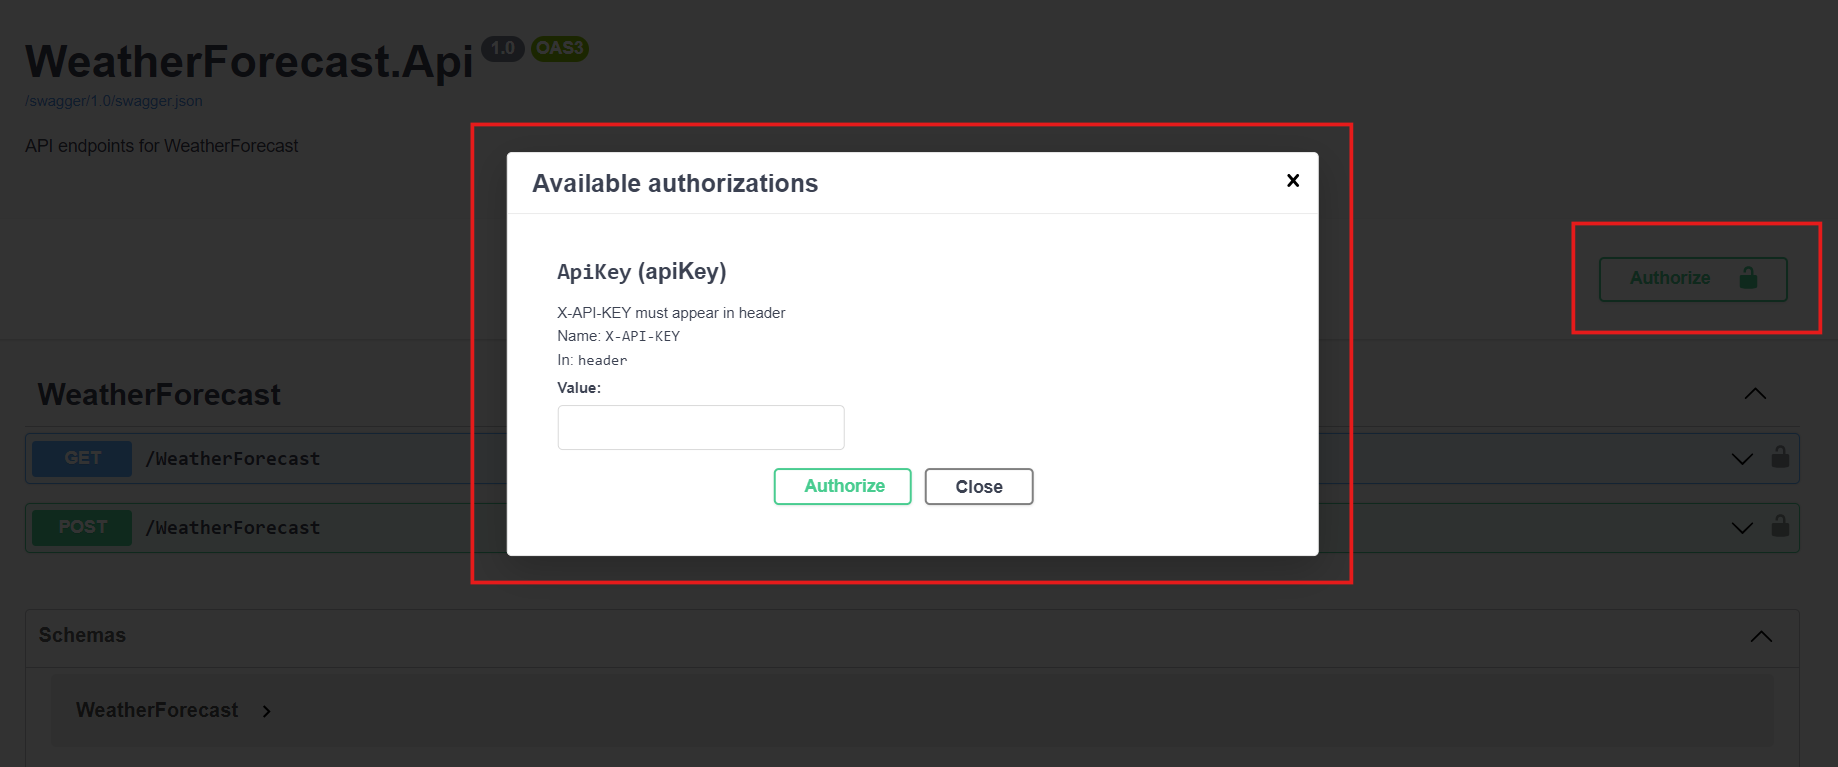 WeatherForecast.Api 1.0 OAS3
/swagger/1.0/swagger.json
API endpoints for WeatherForecast
Authorize
Available authorizations
ApiKey (apiKey)
X-API-KEY must appear in header
Name: X-API-KEY
In: header
Value:
Authorize Close
WeatherForecast
GET /WeatherForecast
POST /WeatherForecast
Schemas
WeatherForecast